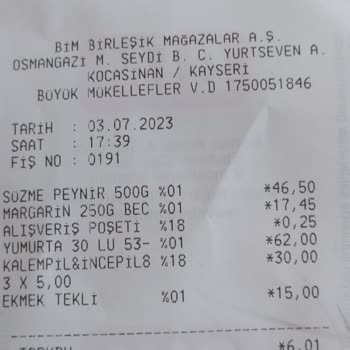 BİM BİRLEŞİK MAĞAZALAR A.Ş.
OSMANGAZİ M. SEYDİ B. C. YURTSEVEN A.
KOCASİNAN / KAYSERİ
BÜYÜK MÜKELLEFLER V.D 1750051846
TARİH : 03.07.2023
SAAT : 17:39
FİŞ NO : 0191
SÜZME PEYNİR 500G %01 *46,50
MARGARİN 250G BEC %01 *17,45
ALIŞVERİŞ POŞETİ %18 *0,25
YUMURTA 30 LU 53- %01 *62,00
KALEMPİL&İNCEPİL8 %18 *30,00
3 X 5,00
EKMEK TEKLİ %01 *15,00
*6,01